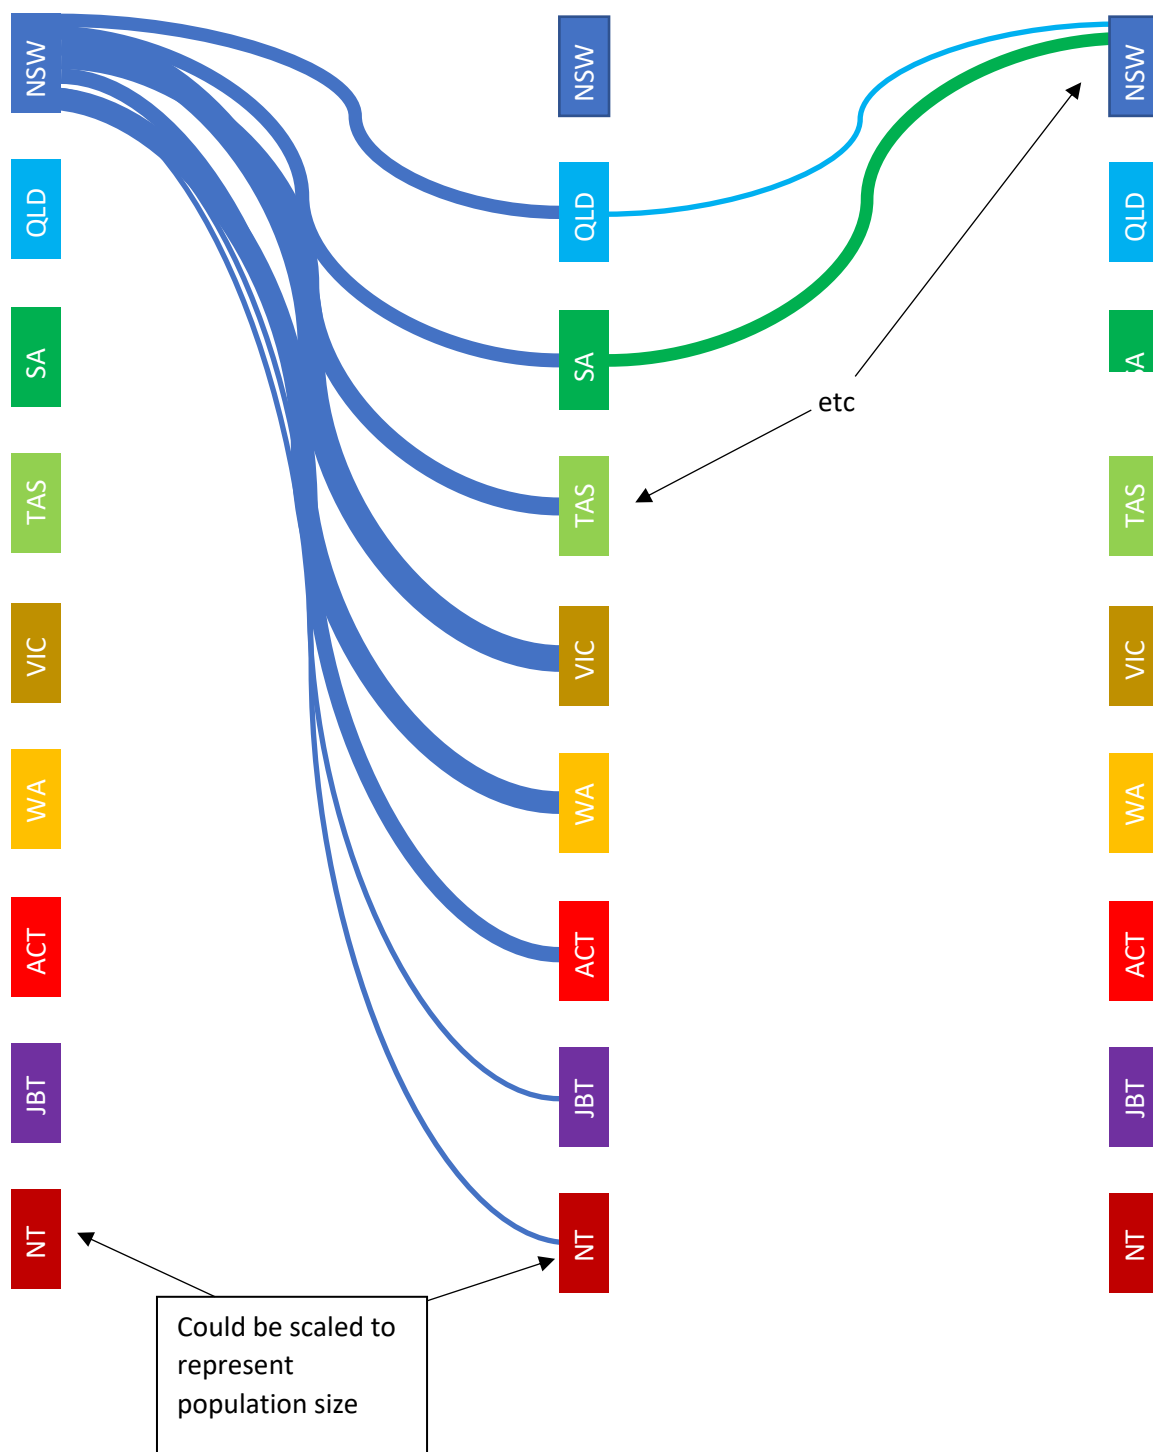 NSW
NSW
NSW
QLD
QLD
QLD
SA
SA
SA
etc
TAS
TAS
TAS
VIC
VIC
VIC
WA
WA
WA
ACT
ACT
ACT
JBT
JBT
JBT
NT
NT
NT
Could be scaled to
represent
population size